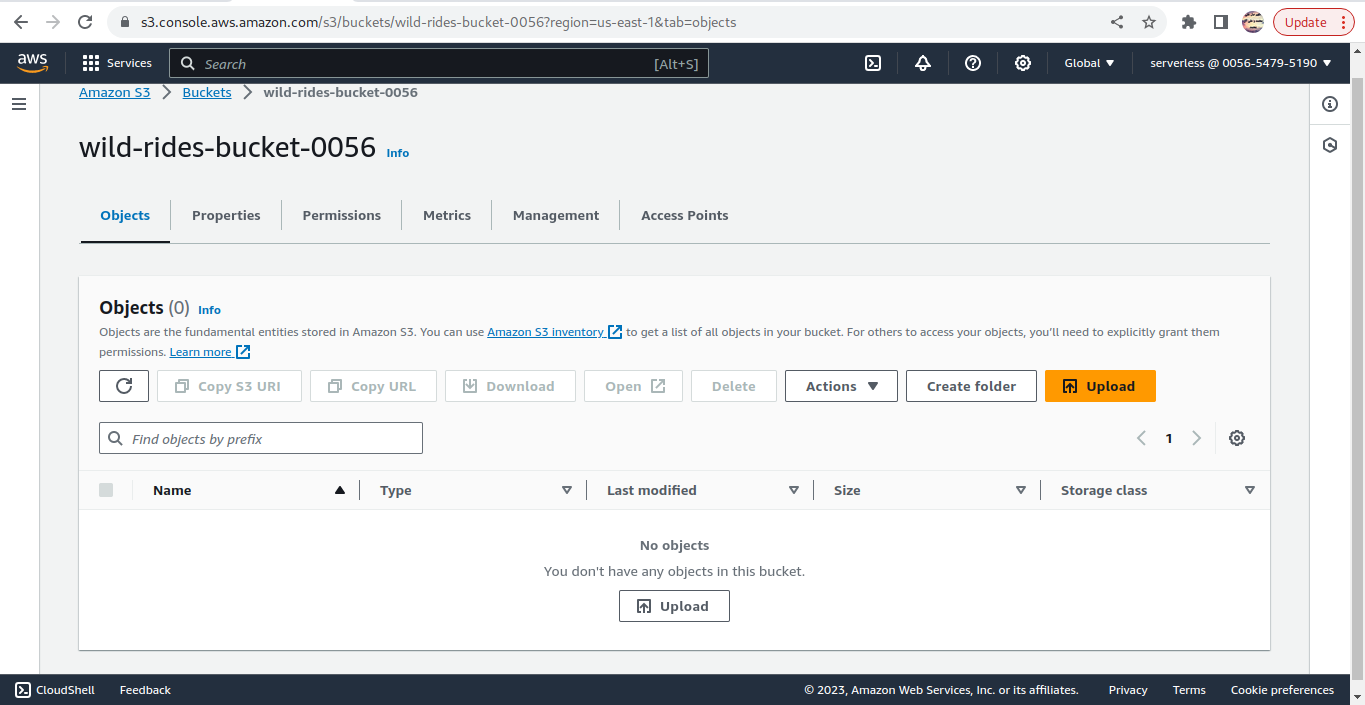 s3.console.aws.amazon.com/s3/buckets/wild-rides-bucket-0056?region=us-east-1&tab=objects
Update
aws
Services
Search [Alt+S]
Global
serverless @ 0056-5479-5190
Amazon S3 Buckets wild-rides-bucket-0056
wild-rides-bucket-0056 Info
Objects Properties Permissions Metrics Management Access Points
Objects (0) Info
Objects are the fundamental entities stored in Amazon S3. You can use Amazon S3 inventory to get a list of all objects in your bucket. For others to access your objects, you'll need to explicitly grant them
permissions. Learn more
Copy S3 URI Copy URL Download Open Delete Actions Create folder Upload
Find objects by prefix 1
Name Type Last modified Size Storage class
No objects
You don't have any objects in this bucket.
Upload
CloudShell Feedback © 2023, Amazon Web Services, Inc. or its affiliates. Privacy Terms Cookie preferences